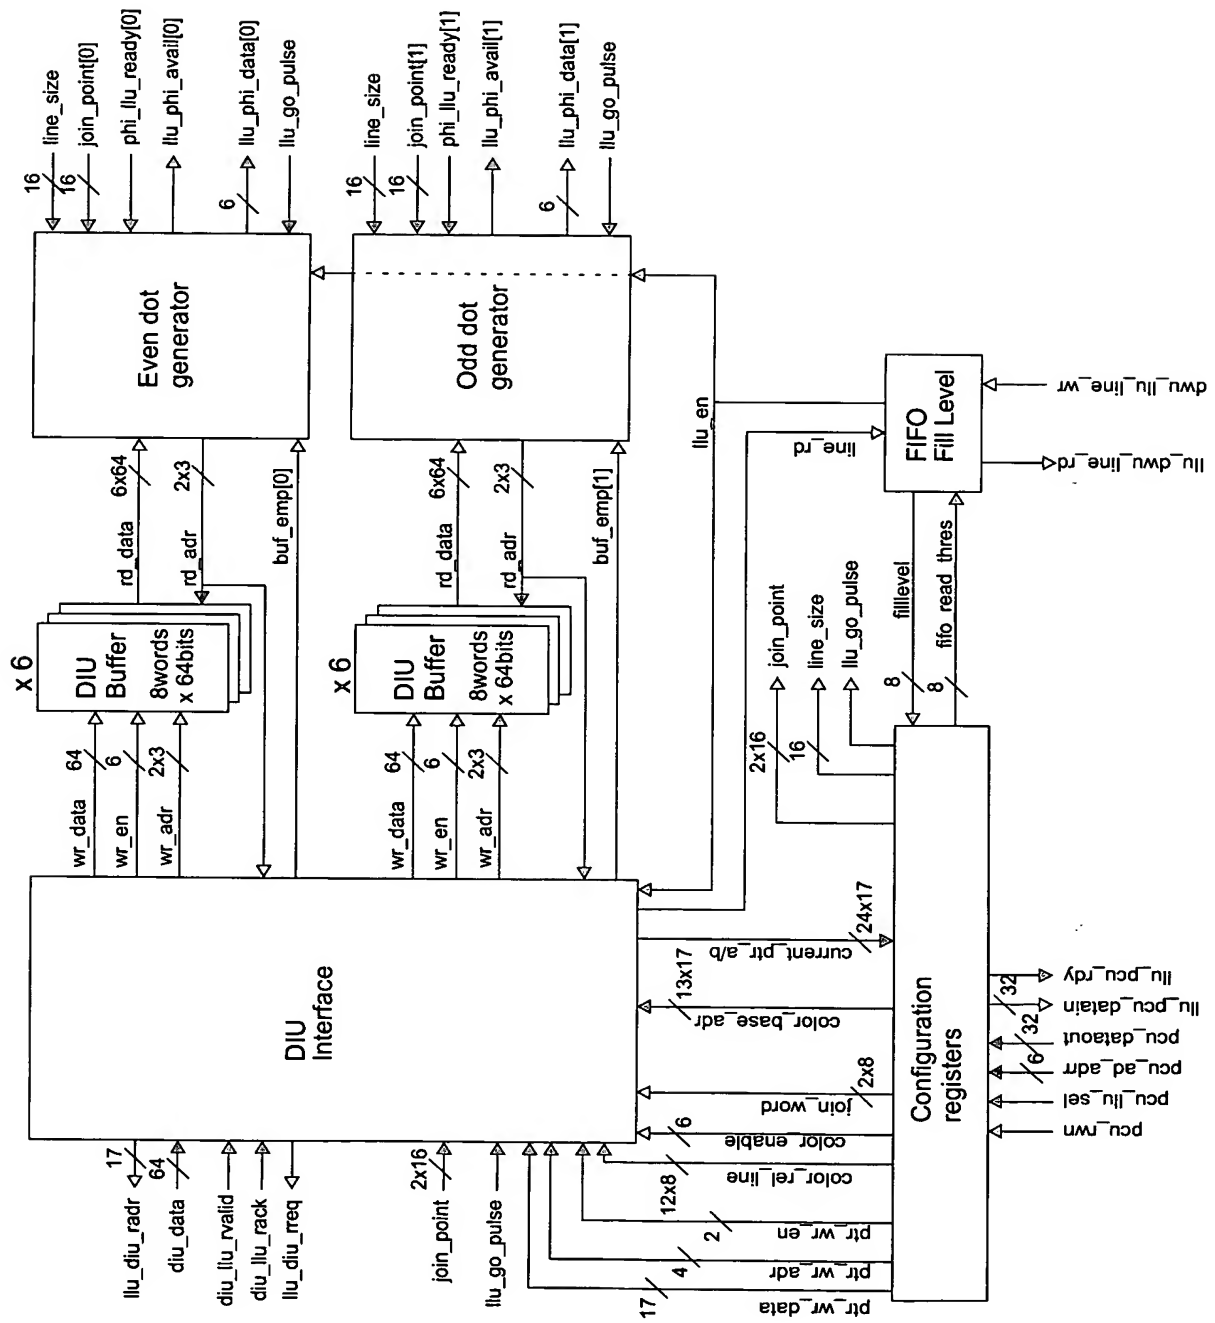 line_size
16
join_point[0]
16
phi_llu_ready[0]
llu_phi_avail[0]
llu_phi_data[0]
6
llu_go_pulse
Even dot
generator
rd_data
6x64
rd_adr
2x3
buf_emp[0]
x 6
DIU
Buffer
8words
x 64bits
wr_data
64
wr_en
6
wr_adr
2x3
line_size
16
join_point[1]
16
phi_llu_ready[1]
llu_phi_avail[1]
llu_phi_data[1]
6
llu_go_pulse
Odd dot
generator
rd_data
6x64
rd_adr
2x3
buf_emp[1]
x 6
DIU
Buffer
8words
x 64bits
wr_data
64
wr_en
6
wr_adr
2x3
llu_en
line_rd
FIFO
Fill Level
dwu_llu_line_wr
llu_dwu_line_rd
filllevel
8
fifo_read_thres
8
join_point
2x16
line_size
16
llu_go_pulse
DIU
Interface
llu_diu_radr
17
diu_data
64
diu_llu_rvalid
diu_llu_rack
llu_diu_rreq
join_point
2x16
llu_go_pulse
current_ptr_a/b
24x17
color_base_adr
13x17
join_word
2x8
color_enable
6
color_rel_line
12x8
ptr_wr_en
2
ptr_wr_adr
4
ptr_wr_data
17
Configuration
registers
llu_pcu_rdy
llu_pcu_datain
32
pcu_dataout
32
pcu_ad_adrr
6
pcu_llu_sel
pcu_rwn